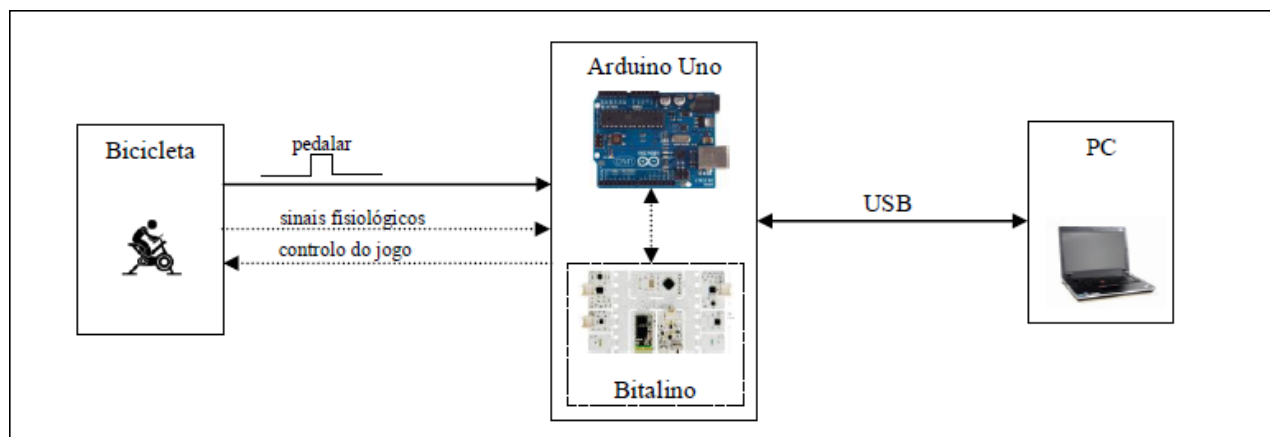 Arduino Uno
Bicicleta
pedalar
sinais fisiológicos
controlo do jogo
USB
PC
Bitalino